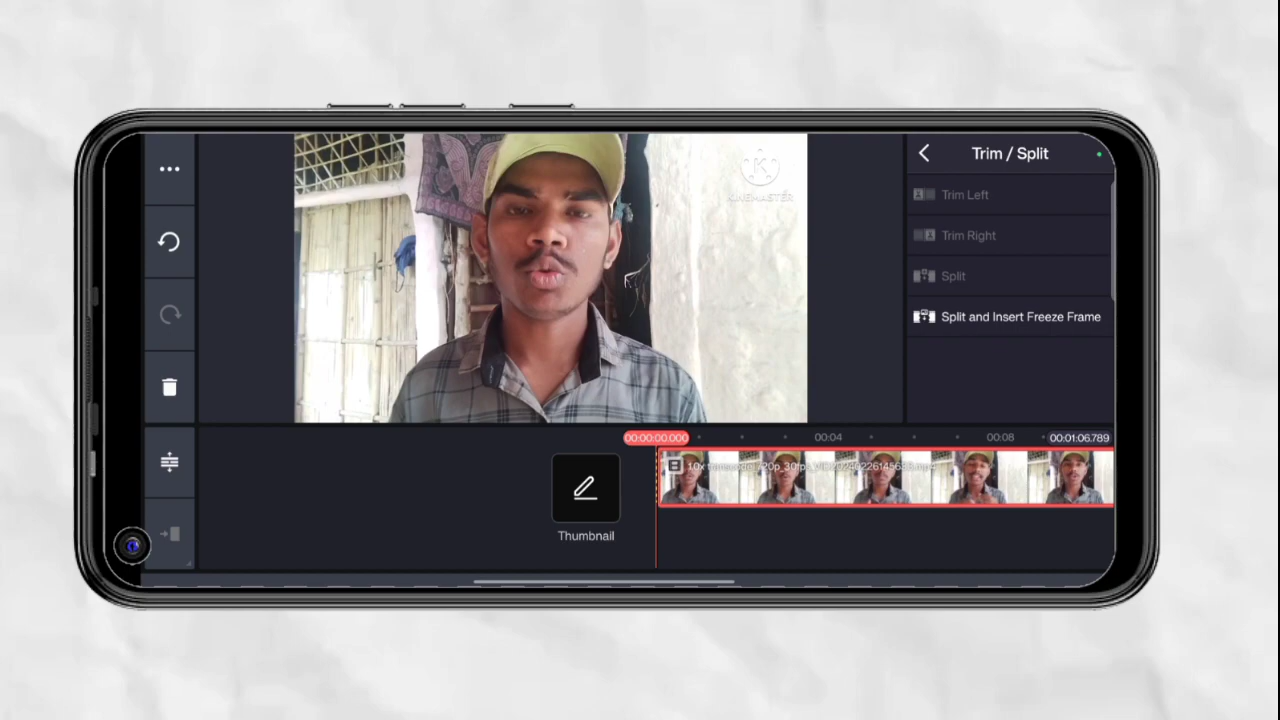 Trim / Split
KINEMASTER
Trim Left
Trim Right
Split
Split and Insert Freeze Frame
00:00:00.000
00:04
00:08
00:01:06.789
Thumbnail